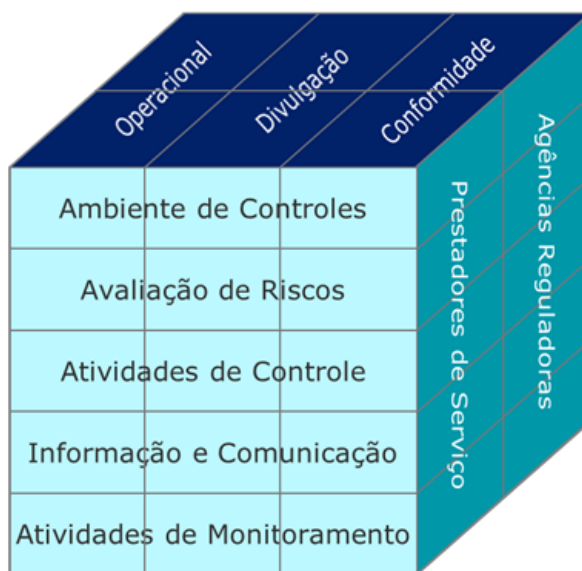 Operacional
Divulgação
Conformidade
Ambiente de Controles
Avaliação de Riscos
Atividades de Controle
Informação e Comunicação
Atividades de Monitoramento
Prestadores de Serviço
Agências Reguladoras